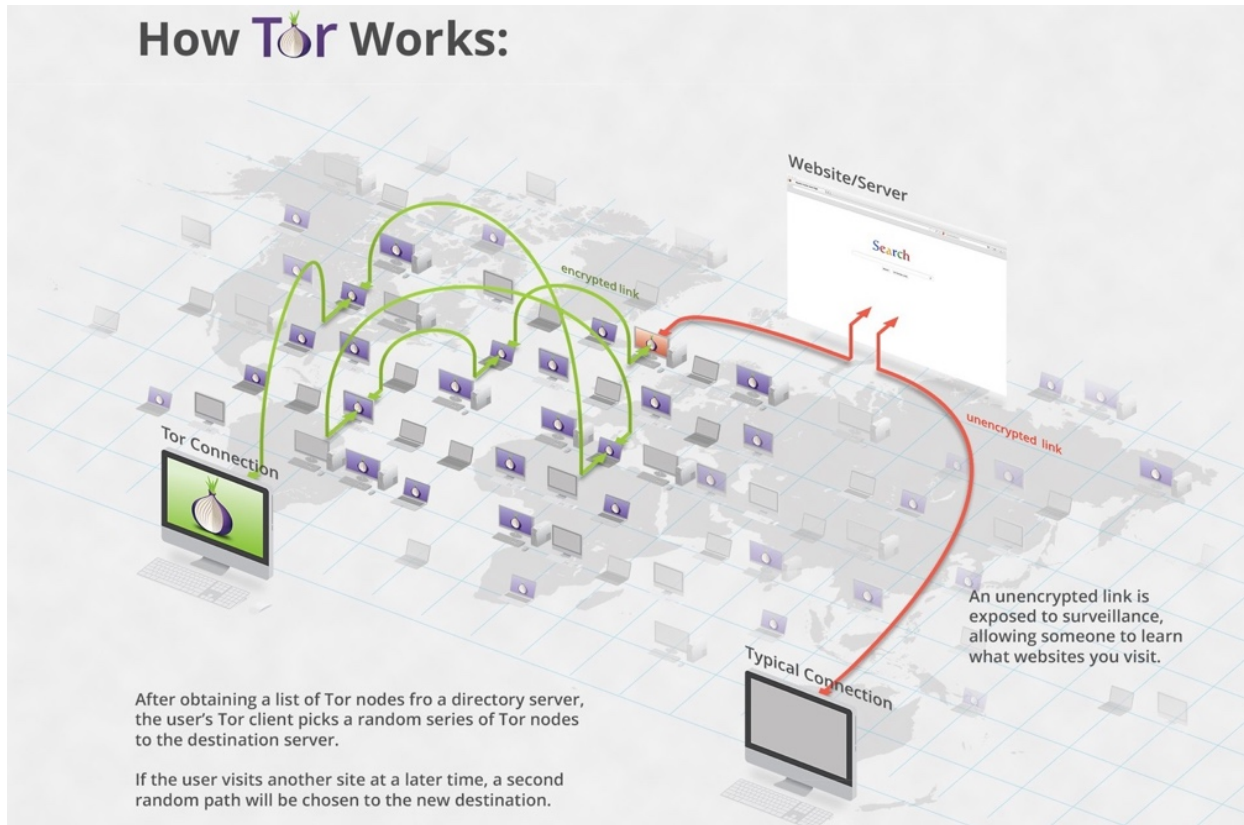 How Tor Works:
Website/Server
Search
encrypted link
unencrypted link
Tor Connection
An unencrypted link is
exposed to surveillance,
allowing someone to learn
what websites you visit.
Typical Connection
After obtaining a list of Tor nodes fro a directory server,
the user's Tor client picks a random series of Tor nodes
to the destination server.
If the user visits another site at a later time, a second
random path will be chosen to the new destination.